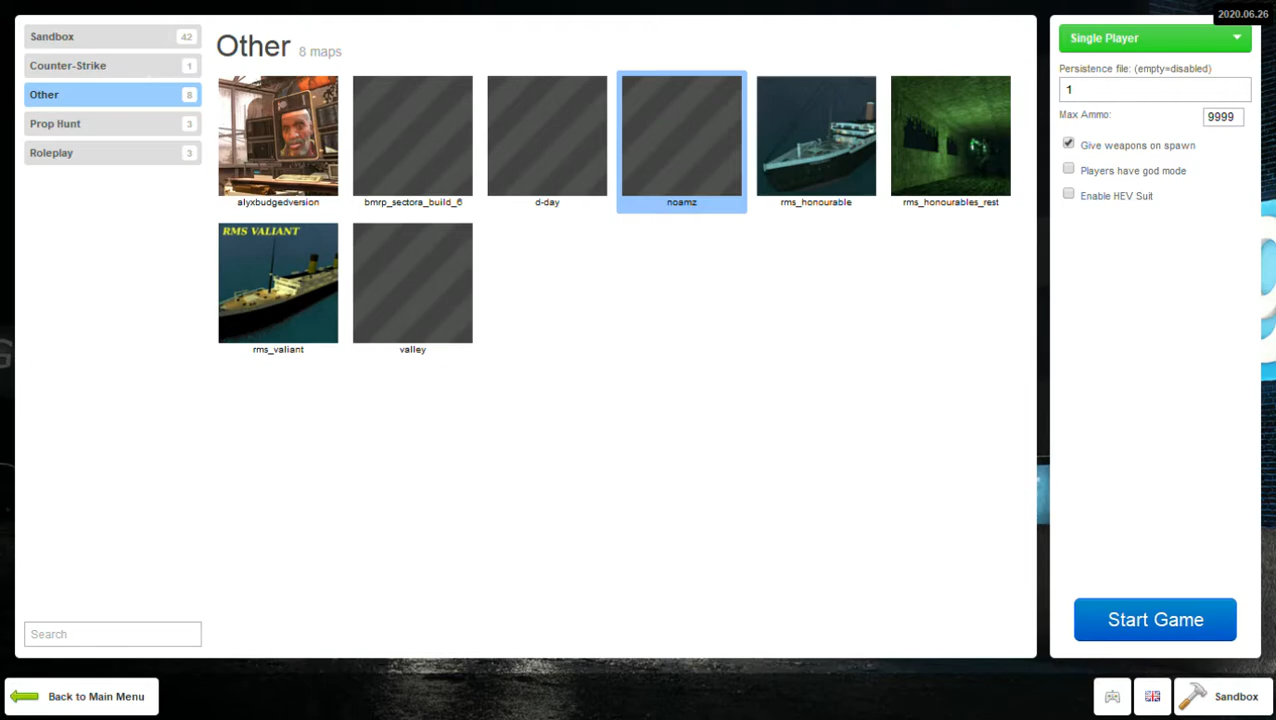 2020.06.26
Sandbox 42
Counter-Strike 1
Other 8
Prop Hunt 3
Roleplay 3
Search
Other 8 maps
alyxbudgedversion
bmrp_sectora_build_6
d-day
noamz
rms_honourable
rms_honourables_rest
RMS VALIANT
rms_valiant
valley
Single Player
Persistence file: (empty=disabled)
1
Max Ammo: 9999
Give weapons on spawn
Players have god mode
Enable HEV Suit
Start Game
Back to Main Menu
Sandbox